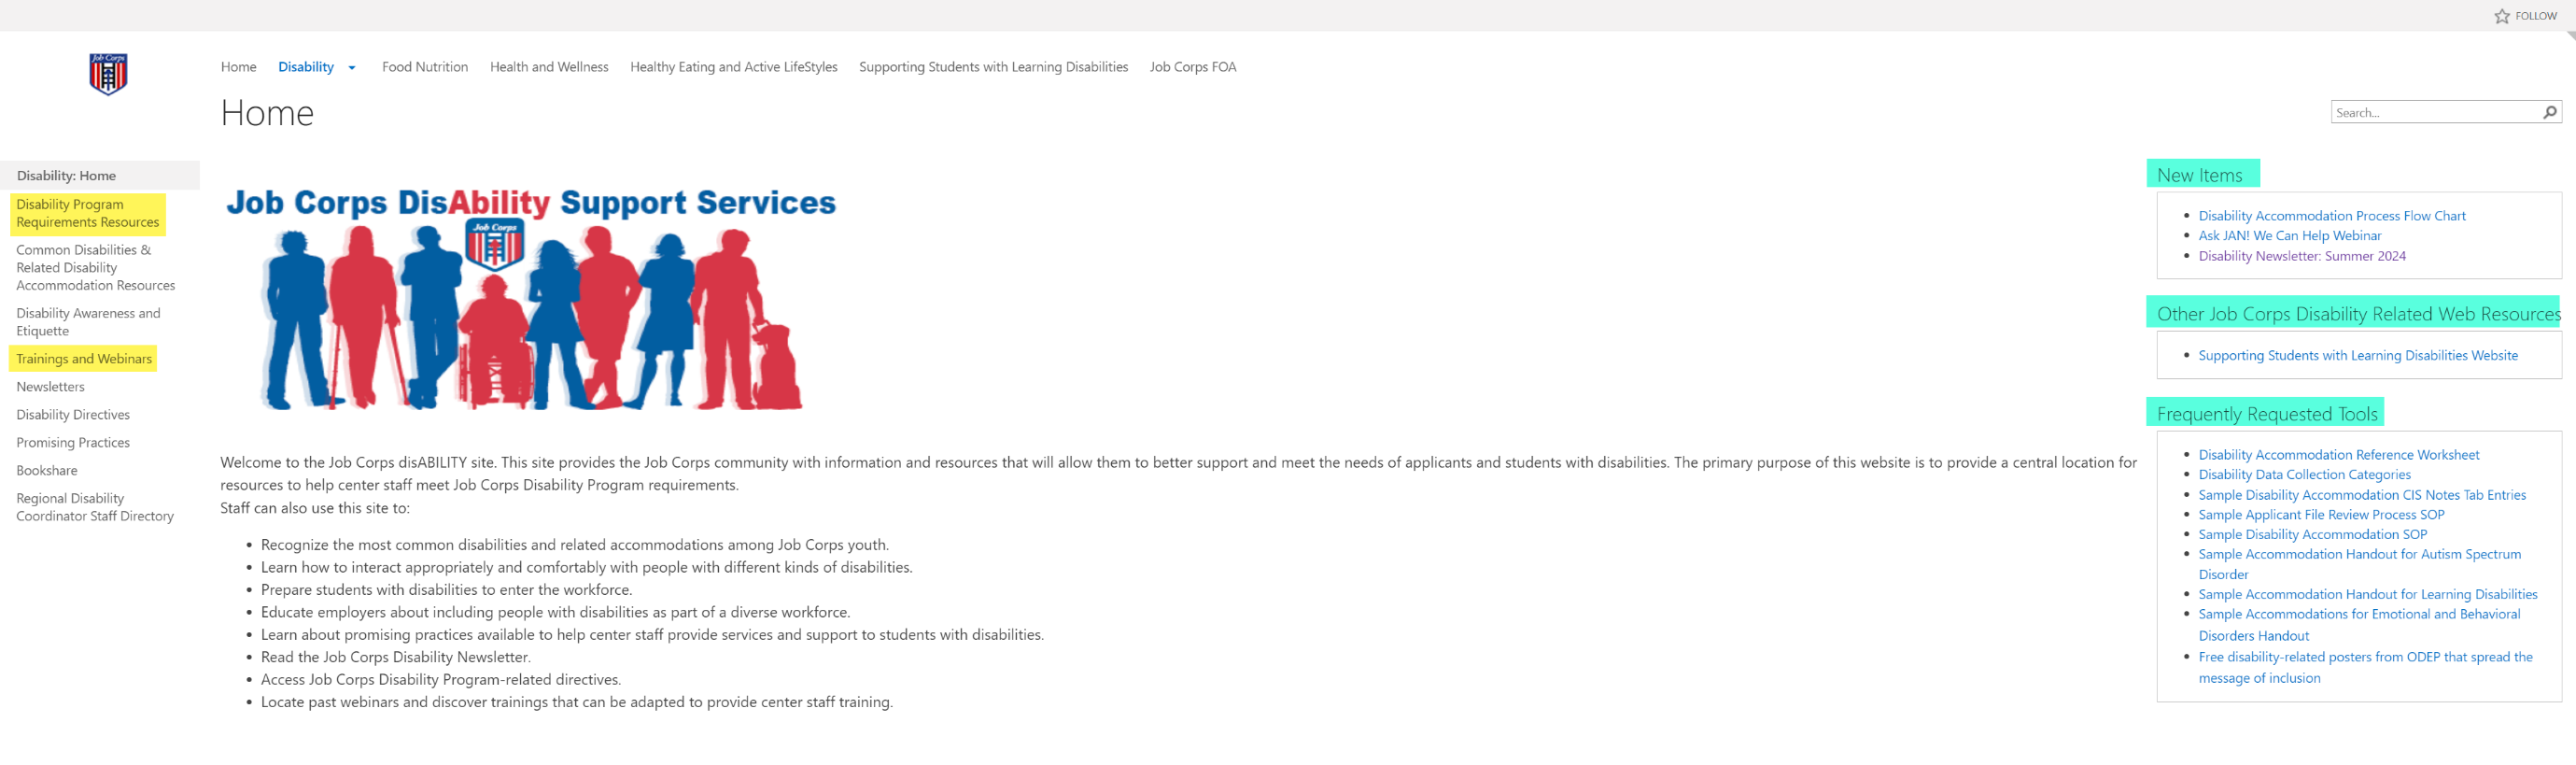 FOLLOW
Job Corps
Home
Disability
Food Nutrition
Health and Wellness
Healthy Eating and Active LifeStyles
Supporting Students with Learning Disabilities
Job Corps FOA
Home
Search...
Disability: Home
Disability Program
Requirements Resources
Common Disabilities &
Related Disability
Accommodation Resources
Disability Awareness and
Etiquette
Trainings and Webinars
Newsletters
Disability Directives
Promising Practices
Bookshare
Regional Disability
Coordinator Staff Directory
Job Corps DisAbility Support Services
Job Corps
Welcome to the Job Corps disABILITY site. This site provides the Job Corps community with information and resources that will allow them to better support and meet the needs of applicants and students with disabilities. The primary purpose of this website is to provide a central location for
resources to help center staff meet Job Corps Disability Program requirements.
Staff can also use this site to:
• Recognize the most common disabilities and related accommodations among Job Corps youth.
• Learn how to interact appropriately and comfortably with people with different kinds of disabilities.
• Prepare students with disabilities to enter the workforce.
• Educate employers about including people with disabilities as part of a diverse workforce.
• Learn about promising practices available to help center staff provide services and support to students with disabilities.
• Read the Job Corps Disability Newsletter.
• Access Job Corps Disability Program-related directives.
• Locate past webinars and discover trainings that can be adapted to provide center staff training.
New Items
• Disability Accommodation Process Flow Chart
• Ask JAN! We Can Help Webinar
• Disability Newsletter: Summer 2024
Other Job Corps Disability Related Web Resources
• Supporting Students with Learning Disabilities Website
Frequently Requested Tools
• Disability Accommodation Reference Worksheet
• Disability Data Collection Categories
• Sample Disability Accommodation CIS Notes Tab Entries
• Sample Applicant File Review Process SOP
• Sample Disability Accommodation SOP
• Sample Accommodation Handout for Autism Spectrum
Disorder
• Sample Accommodation Handout for Learning Disabilities
• Sample Accommodations for Emotional and Behavioral
Disorders Handout
• Free disability-related posters from ODEP that spread the
message of inclusion